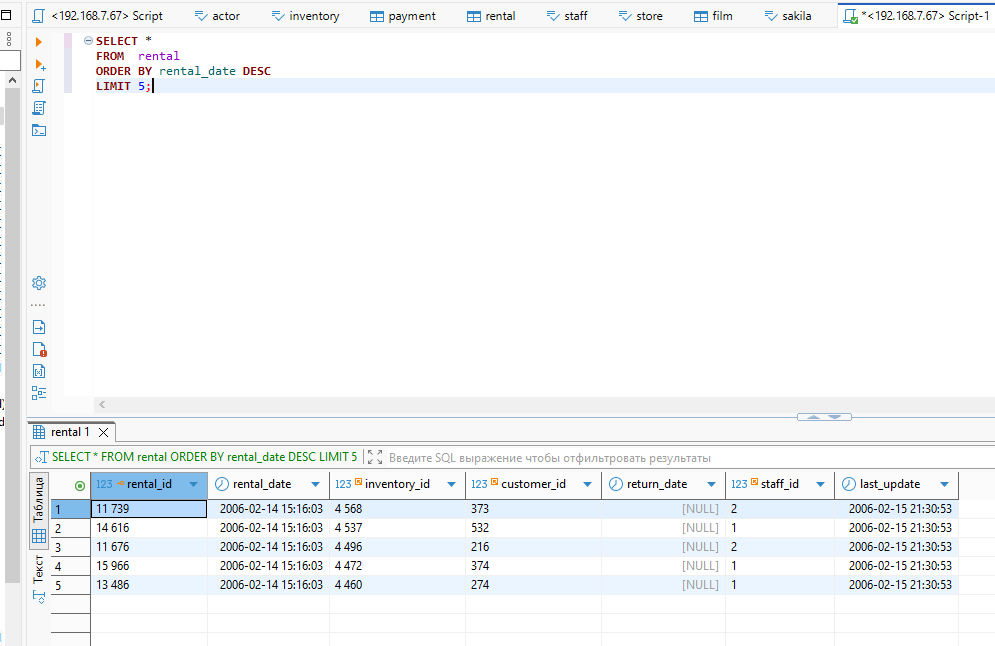 <192.168.7.67> Script actor inventory payment rental staff store film sakila *<192.168.7.67> Script-1
SELECT *
FROM rental
ORDER BY rental_date DESC
LIMIT 5;
rental 1
SELECT * FROM rental ORDER BY rental_date DESC LIMIT 5 Введите SQL выражение чтобы отфильтровать результаты
Таблица
Текст
123 rental_id rental_date 123 inventory_id 123 customer_id return_date 123 staff_id last_update
1 11 739 2006-02-14 15:16:03 4 568 373 [NULL] 2 2006-02-15 21:30:53
2 14 616 2006-02-14 15:16:03 4 537 532 [NULL] 1 2006-02-15 21:30:53
3 11 676 2006-02-14 15:16:03 4 496 216 [NULL] 2 2006-02-15 21:30:53
4 15 966 2006-02-14 15:16:03 4 472 374 [NULL] 1 2006-02-15 21:30:53
5 13 486 2006-02-14 15:16:03 4 460 274 [NULL] 1 2006-02-15 21:30:53